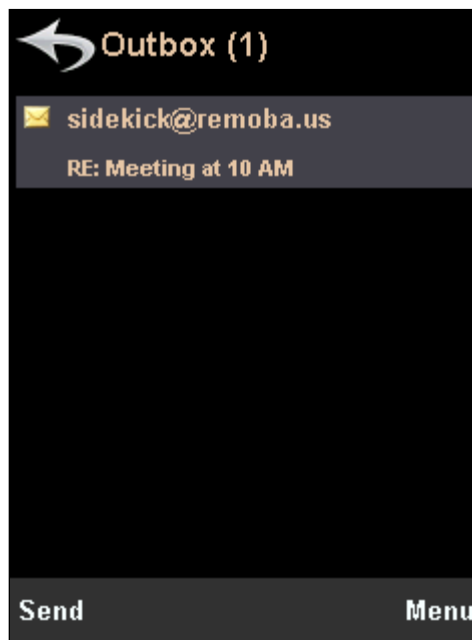 Outbox (1)
sidekick@remoba.us
RE: Meeting at 10 AM
Send Menu